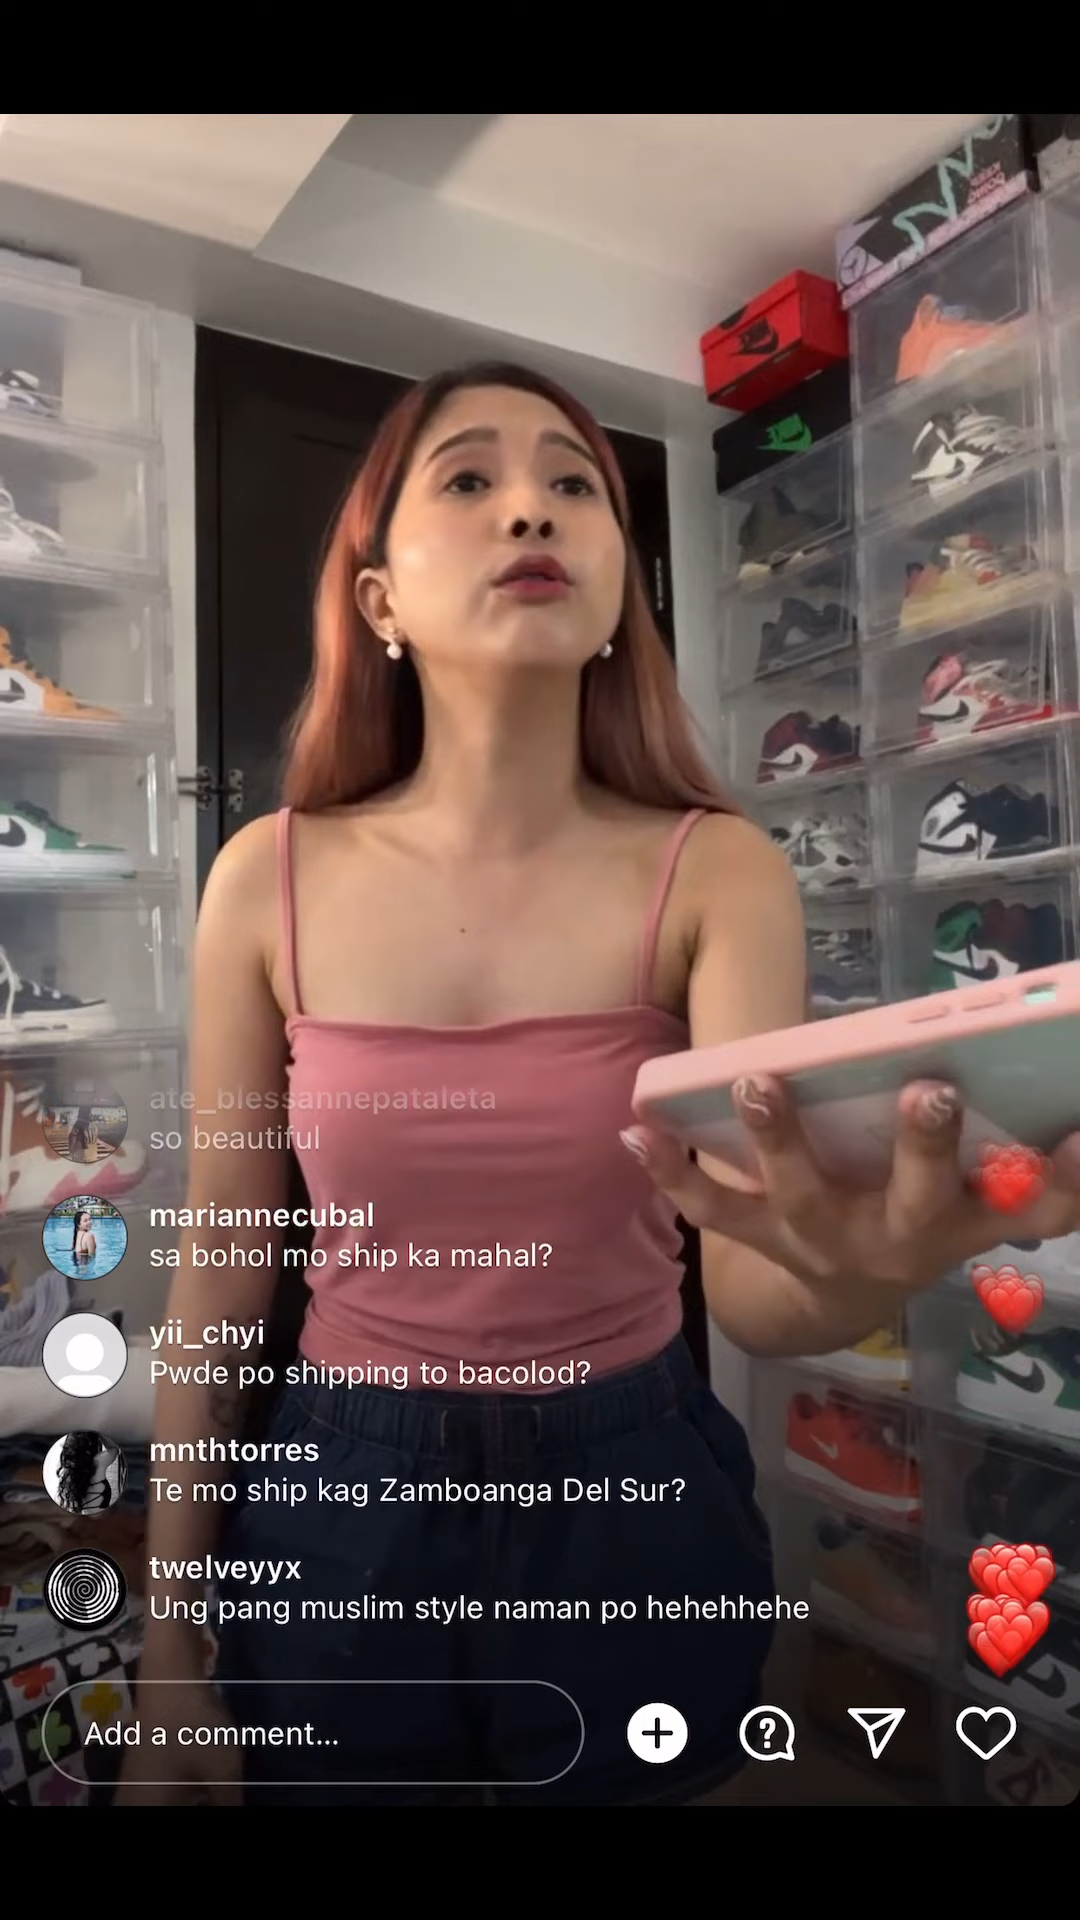 ate_blessannepataleta
so beautiful
mariannecubal
sa bohol mo ship ka mahal?
yii_chyi
Pwde po shipping to bacolod?
mnthtorres
Te mo ship kag Zamboanga Del Sur?
twelveyyx
Ung pang muslim style naman po hehehhehe
Add a comment...